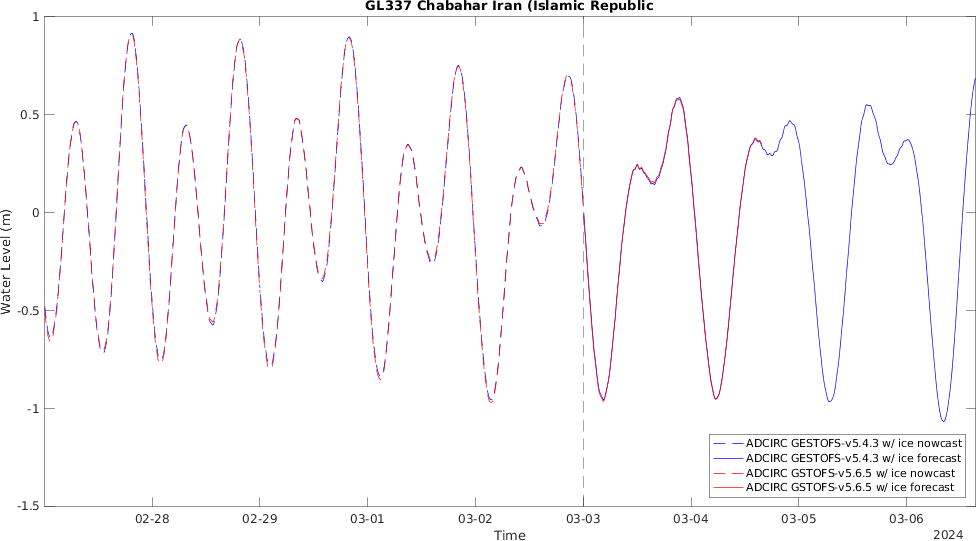 GL337 Chabahar Iran (Islamic Republic
1
0.5
0
-0.5
-1
-1.5
Water Level (m)
02-28
02-29
03-01
03-02
03-03
03-04
03-05
03-06
Time
2024
ADCIRC GESTOFS-v5.4.3 w/ ice nowcast
ADCIRC GESTOFS-v5.4.3 w/ ice forecast
ADCIRC GSTOFS-v5.6.5 w/ ice nowcast
ADCIRC GSTOFS-v5.6.5 w/ ice forecast